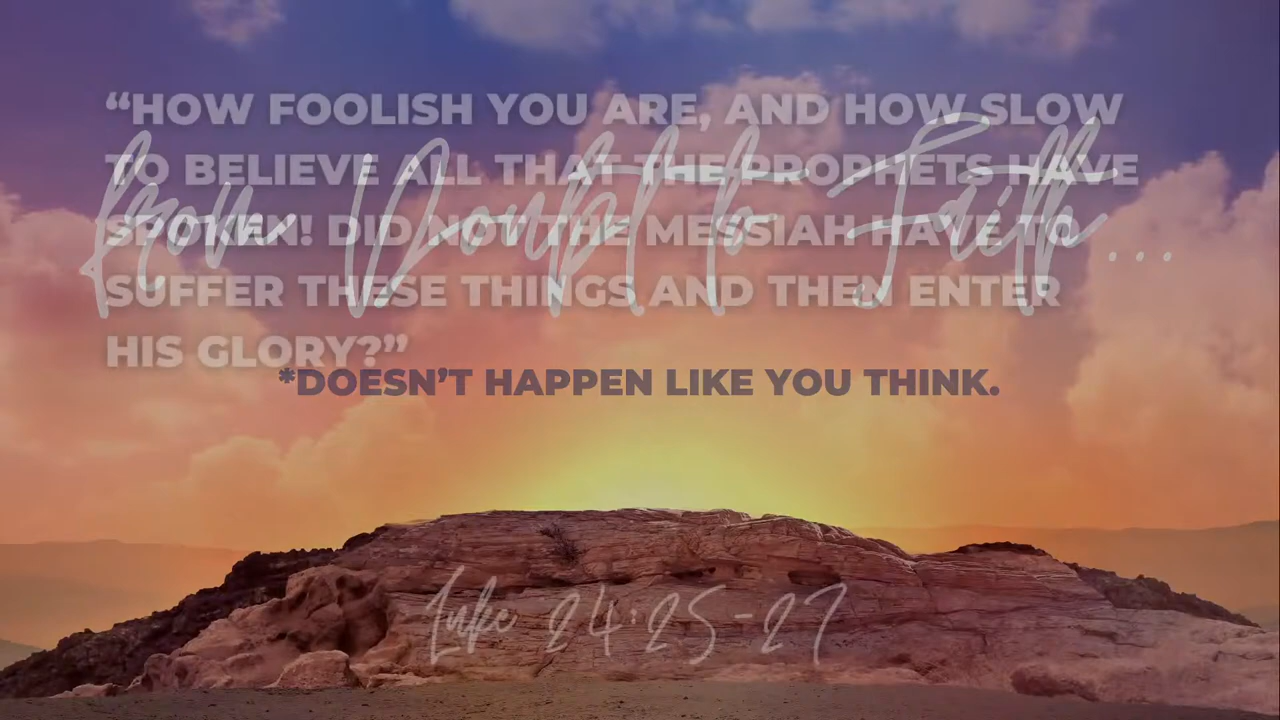 “HOW FOOLISH YOU ARE, AND HOW SLOW
TO BELIEVE ALL THAT THE PROPHETS HAVE
SPOKEN! DID NOT THE MESSIAH HAVE TO
SUFFER THESE THINGS AND THEN ENTER
HIS GLORY?”
From Doubt to Faith...
*DOESN’T HAPPEN LIKE YOU THINK.
Luke 24:25-27